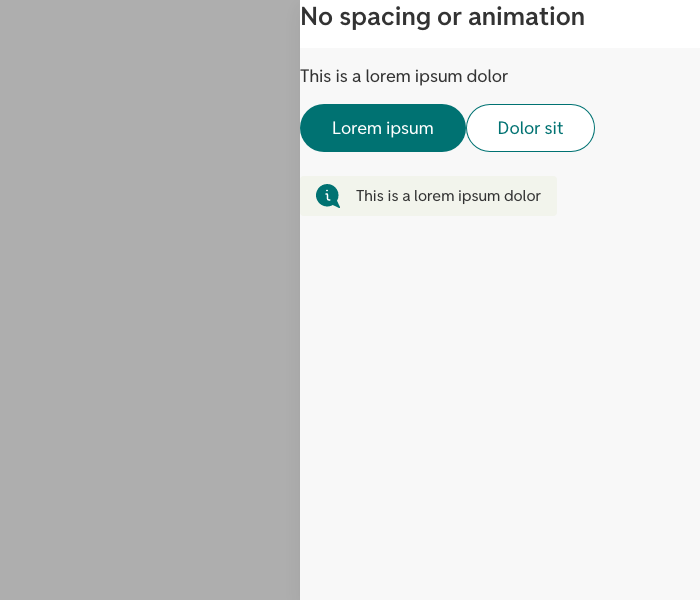 No spacing or animation
This is a lorem ipsum dolor
Lorem ipsum
Dolor sit
This is a lorem ipsum dolor